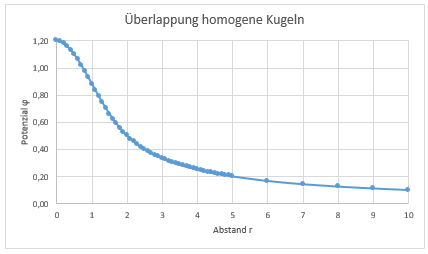 Überlappung homogene Kugeln
1,20
1,00
0,80
0,60
0,40
0,20
0,00
Potenzial φ
0 1 2 3 4 5 6 7 8 9 10
Abstand r